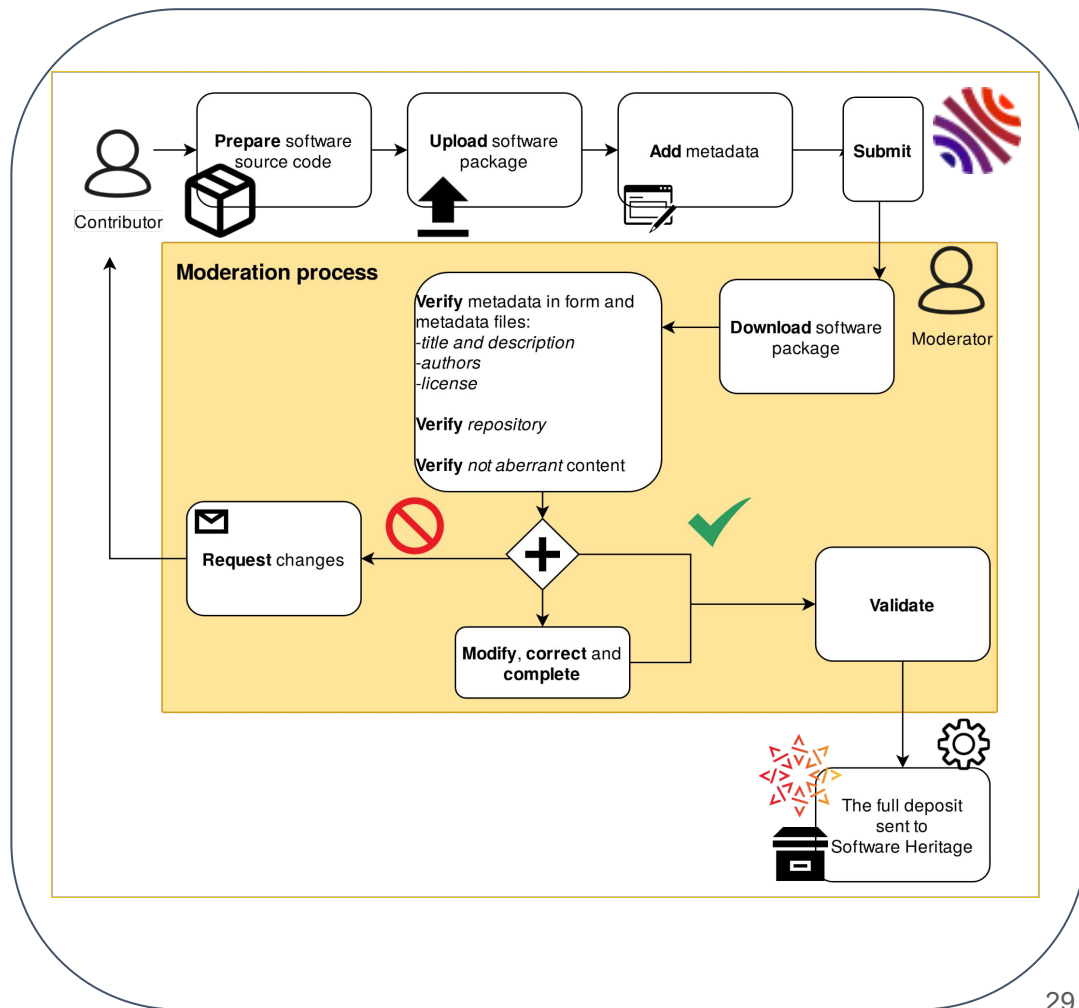 Prepare software
source code
Upload software
package
Add metadata
Submit
Contributor
Moderation process
Moderator
Download software
package
Verify metadata in form and
metadata files:
-title and description
-authors
-license
Verify repository
Verify not aberrant content
Request changes
Modify, correct and
complete
Validate
The full deposit
sent to
Software Heritage
29